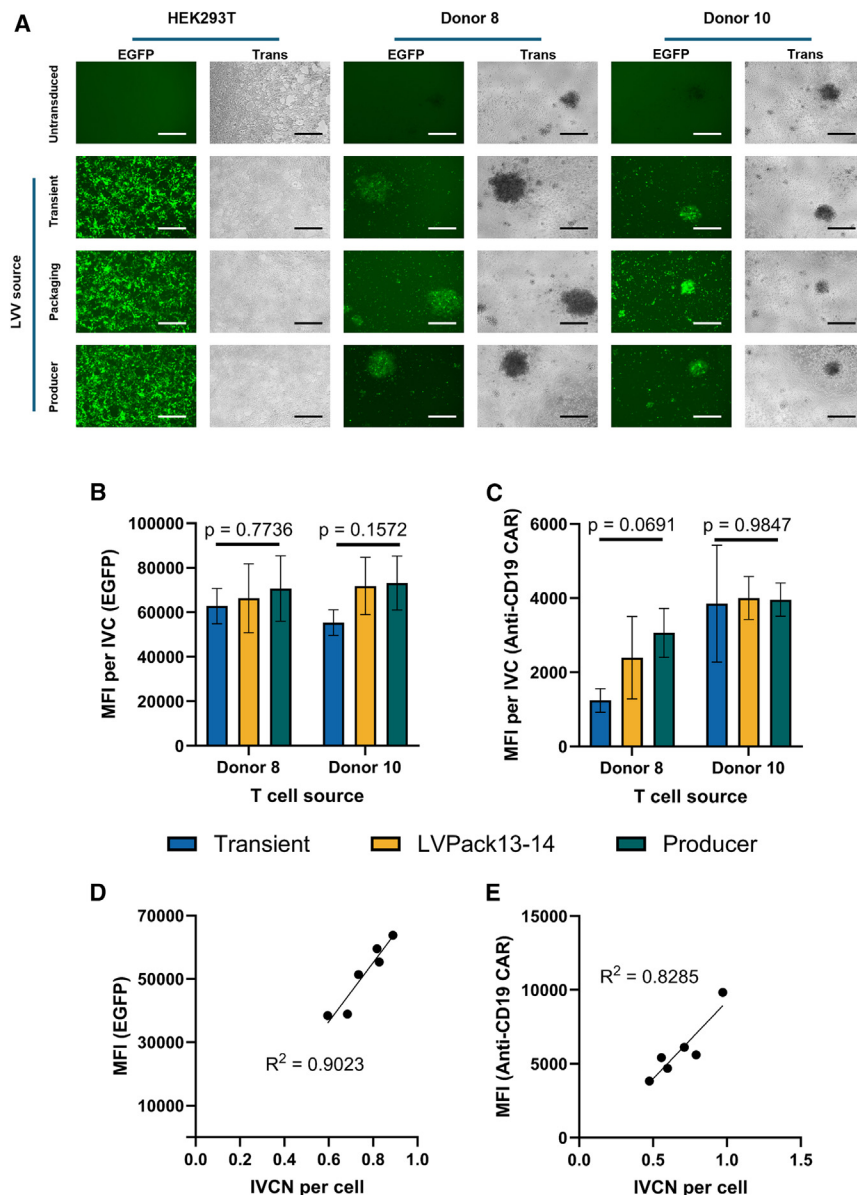 A
HEK293T
Donor 8
Donor 10
EGFP
Trans
EGFP
Trans
EGFP
Trans
Untransduced
LVV source
Transient
Packaging
Producer
B
p = 0.7736
p = 0.1572
MFI per IVC (EGFP)
100000
80000
60000
40000
20000
0
Donor 8
Donor 10
T cell source
C
p = 0.0691
p = 0.9847
MFI per IVC (Anti-CD19 CAR)
6000
4000
2000
0
Donor 8
Donor 10
T cell source
Transient
LVPack13-14
Producer
D
MFI (EGFP)
70000
50000
30000
10000
R² = 0.9023
0.0
0.2
0.4
0.6
0.8
1.0
IVCN per cell
E
MFI (Anti-CD19 CAR)
15000
10000
5000
0
R² = 0.8285
0.0
0.5
1.0
1.5
IVCN per cell